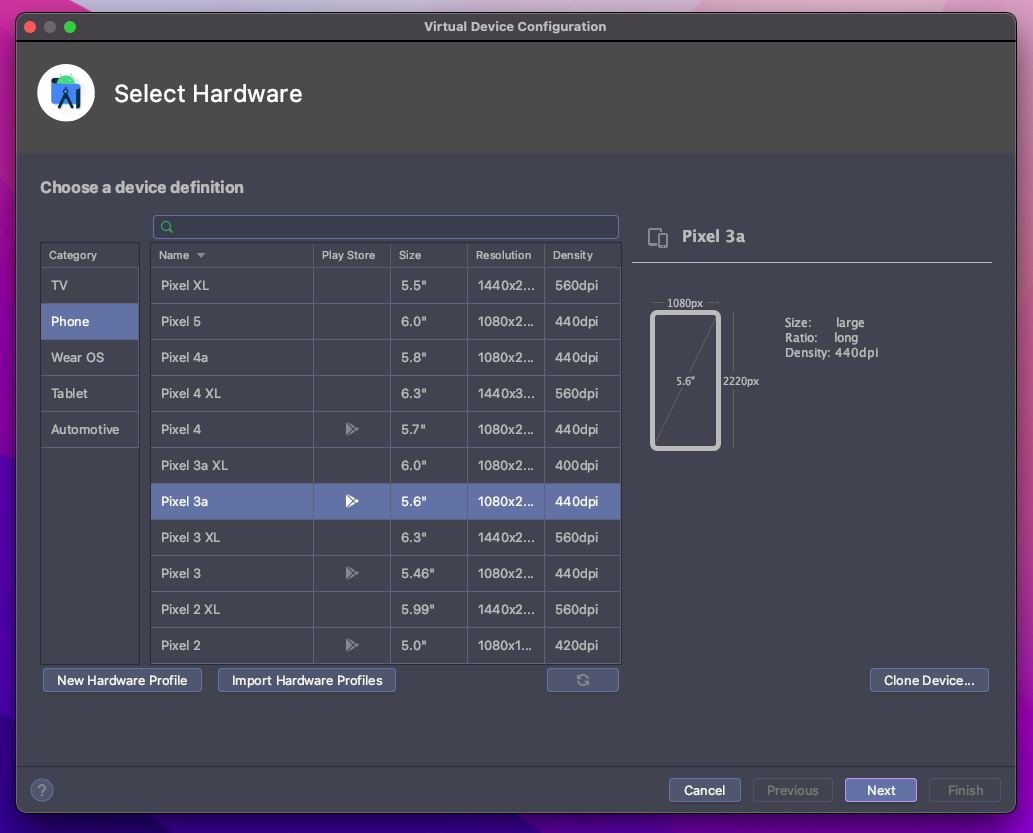 Virtual Device Configuration
Select Hardware
Choose a device definition
Category
TV
Phone
Wear OS
Tablet
Automotive
Name Play Store Size Resolution Density
Pixel XL 5.5" 1440x2... 560dpi
Pixel 5 6.0" 1080x2... 440dpi
Pixel 4a 5.8" 1080x2... 440dpi
Pixel 4 XL 6.3" 1440x3... 560dpi
Pixel 4 5.7" 1080x2... 440dpi
Pixel 3a XL 6.0" 1080x2... 400dpi
Pixel 3a 5.6" 1080x2... 440dpi
Pixel 3 XL 6.3" 1440x2... 560dpi
Pixel 3 5.46" 1080x2... 440dpi
Pixel 2 XL 5.99" 1440x2... 560dpi
Pixel 2 5.0" 1080x1... 420dpi
Pixel 3a
1080px
5.6"
2220px
Size: large
Ratio: long
Density: 440dpi
New Hardware Profile Import Hardware Profiles Clone Device...
? Cancel Previous Next Finish